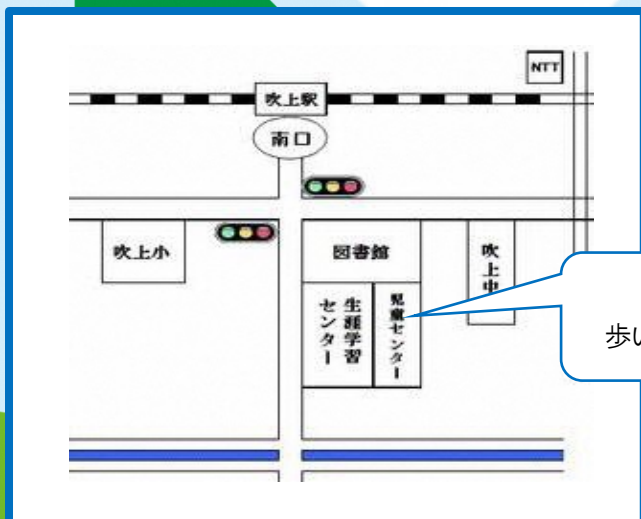 NTT
吹上駅
南口
吹上小
図書館
吹上中
生涯学習
センター
児童センター
歩い